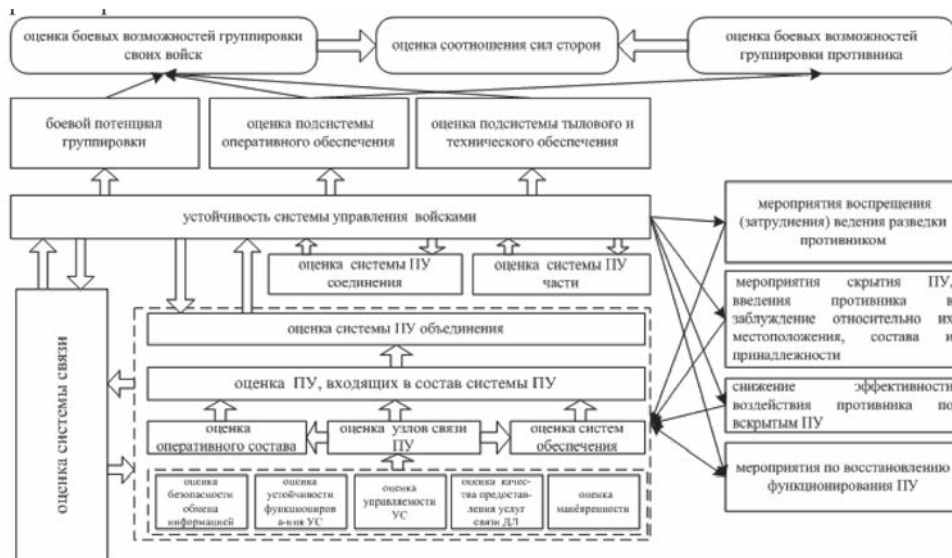 оценка боевых возможностей группировки
своих войск
оценка соотношения сил сторон
оценка боевых возможностей
группировки противника
боевой потенциал
группировки
оценка подсистемы
оперативного обеспечения
оценка подсистемы тылового и
технического обеспечения
устойчивость системы управления войсками
мероприятия воспрещения
(затруднения) ведения разведки
противником
оценка системы ПУ
соединения
оценка системы ПУ
части
мероприятия скрытия ПУ,
введения противника в
заблуждение относительно их
местоположения, состава и
принадлежности
оценка системы связи
оценка системы ПУ объединения
оценка ПУ, входящих в состав системы ПУ
снижение эффективности
воздействия противника по
вскрытым ПУ
оценка
оперативного состава
оценка узлов связи
ПУ
оценка систем
обеспечения
мероприятия по восстановлению
функционирования ПУ
оценка
безопасности
обмена
информацией
оценка
устойчивости
функциониров
а-ния УС
оценка
управляемости
УС
оценка качес-
тва предостав-
ления услуг
связи ДЛ
оценка
манёвренности